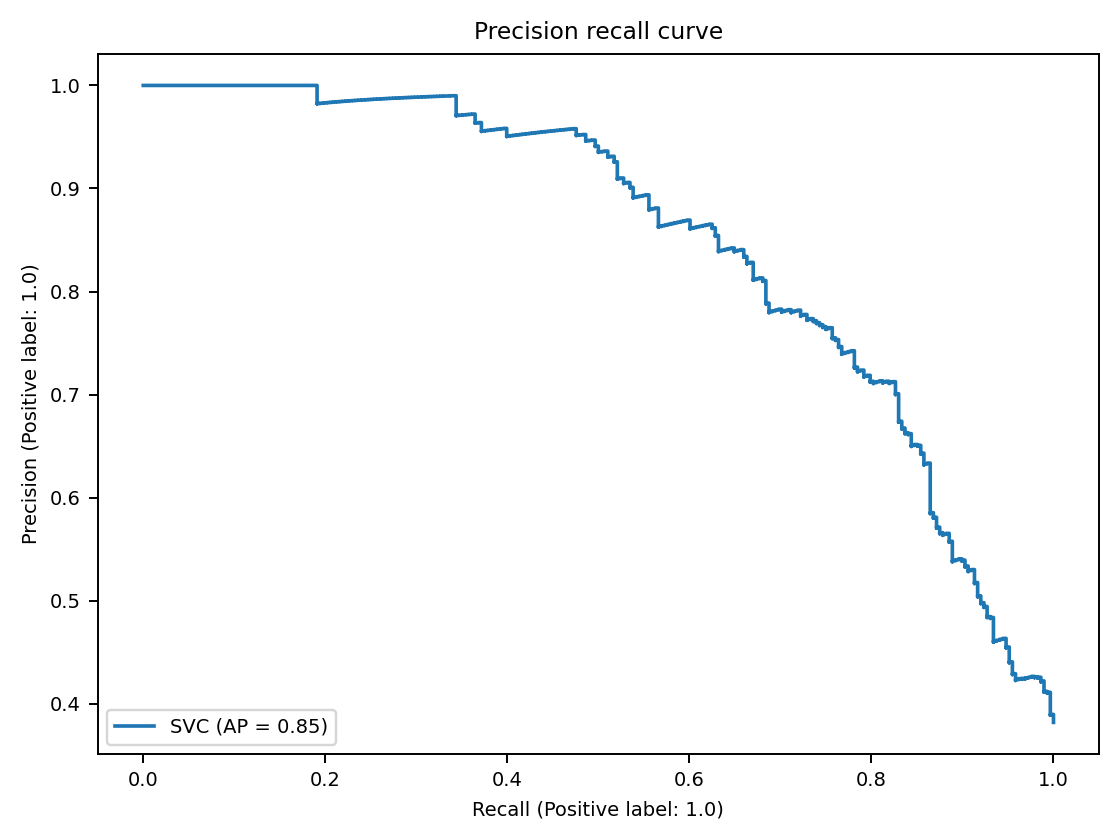 Precision recall curve
1.0
0.9
0.8
0.7
0.6
0.5
0.4
Precision (Positive label: 1.0)
SVC (AP = 0.85)
0.0 0.2 0.4 0.6 0.8 1.0
Recall (Positive label: 1.0)